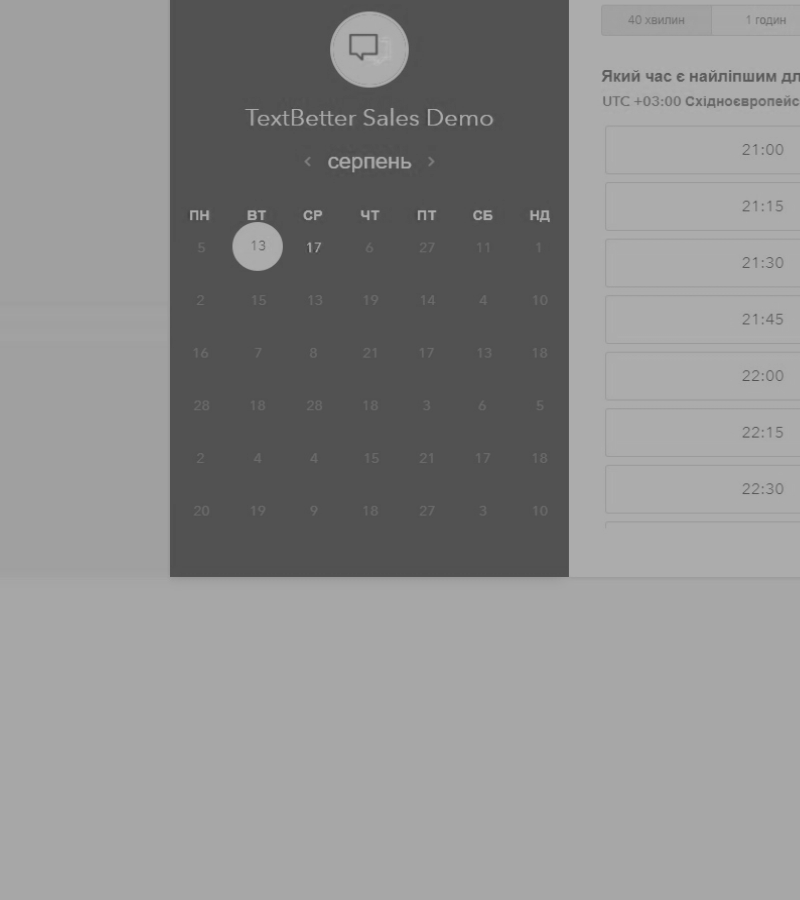 TextBetter Sales Demo
‹ серпень ›
ПН ВТ СР ЧТ ПТ СБ НД
5 13 17 6 27 11 1
2 15 13 19 14 4 10
16 7 8 21 17 13 18
28 18 28 18 3 6 5
2 4 4 15 21 17 18
20 19 9 18 27 3 10
40 хвилин 1 годин
Який час є найліпшим дл
UTC +03:00 Східноєвропейс
21:00
21:15
21:30
21:45
22:00
22:15
22:30